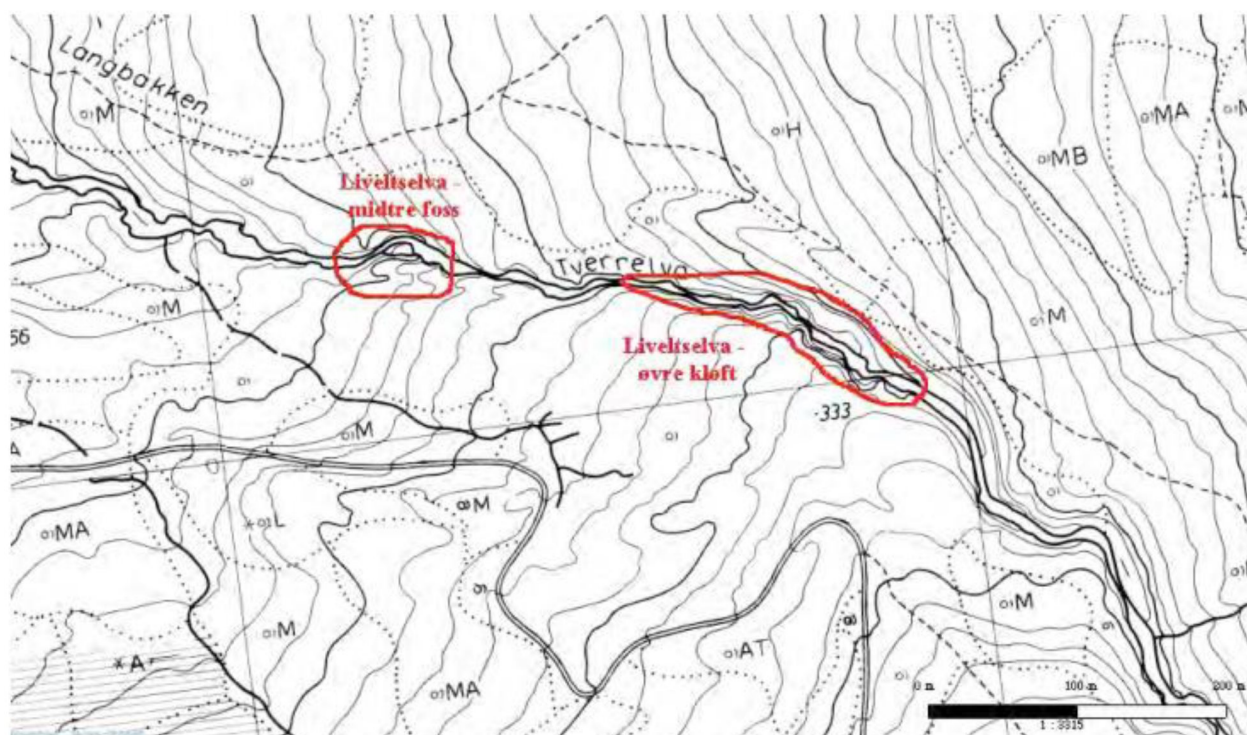 Langbakken
M
H
MA
MB
Liveltselva -
midtre foss
Tverrelva
M
M
56
Liveltselva -
øvre kløft
333
M
A
M
L
MA
M
M
AT
MA
A
0 m
100 m
200 m
1 : 3315